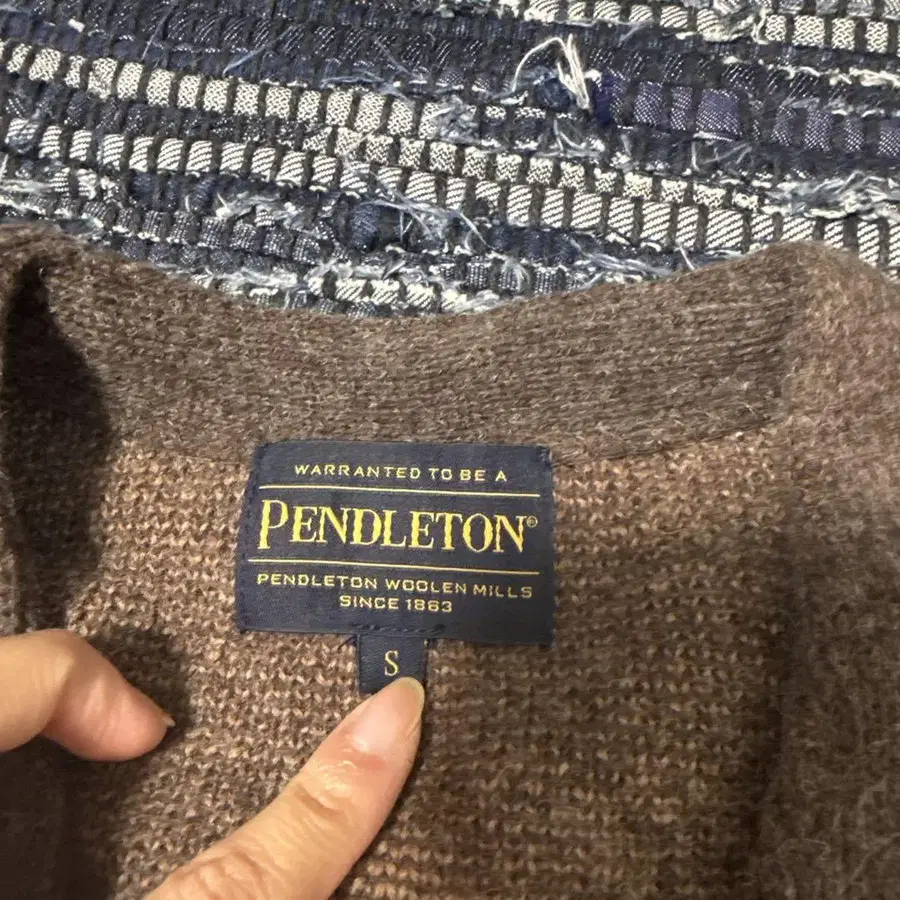 WARRANTED TO BE A
PENDLETON®
PENDLETON WOOLEN MILLS
SINCE 1863
S